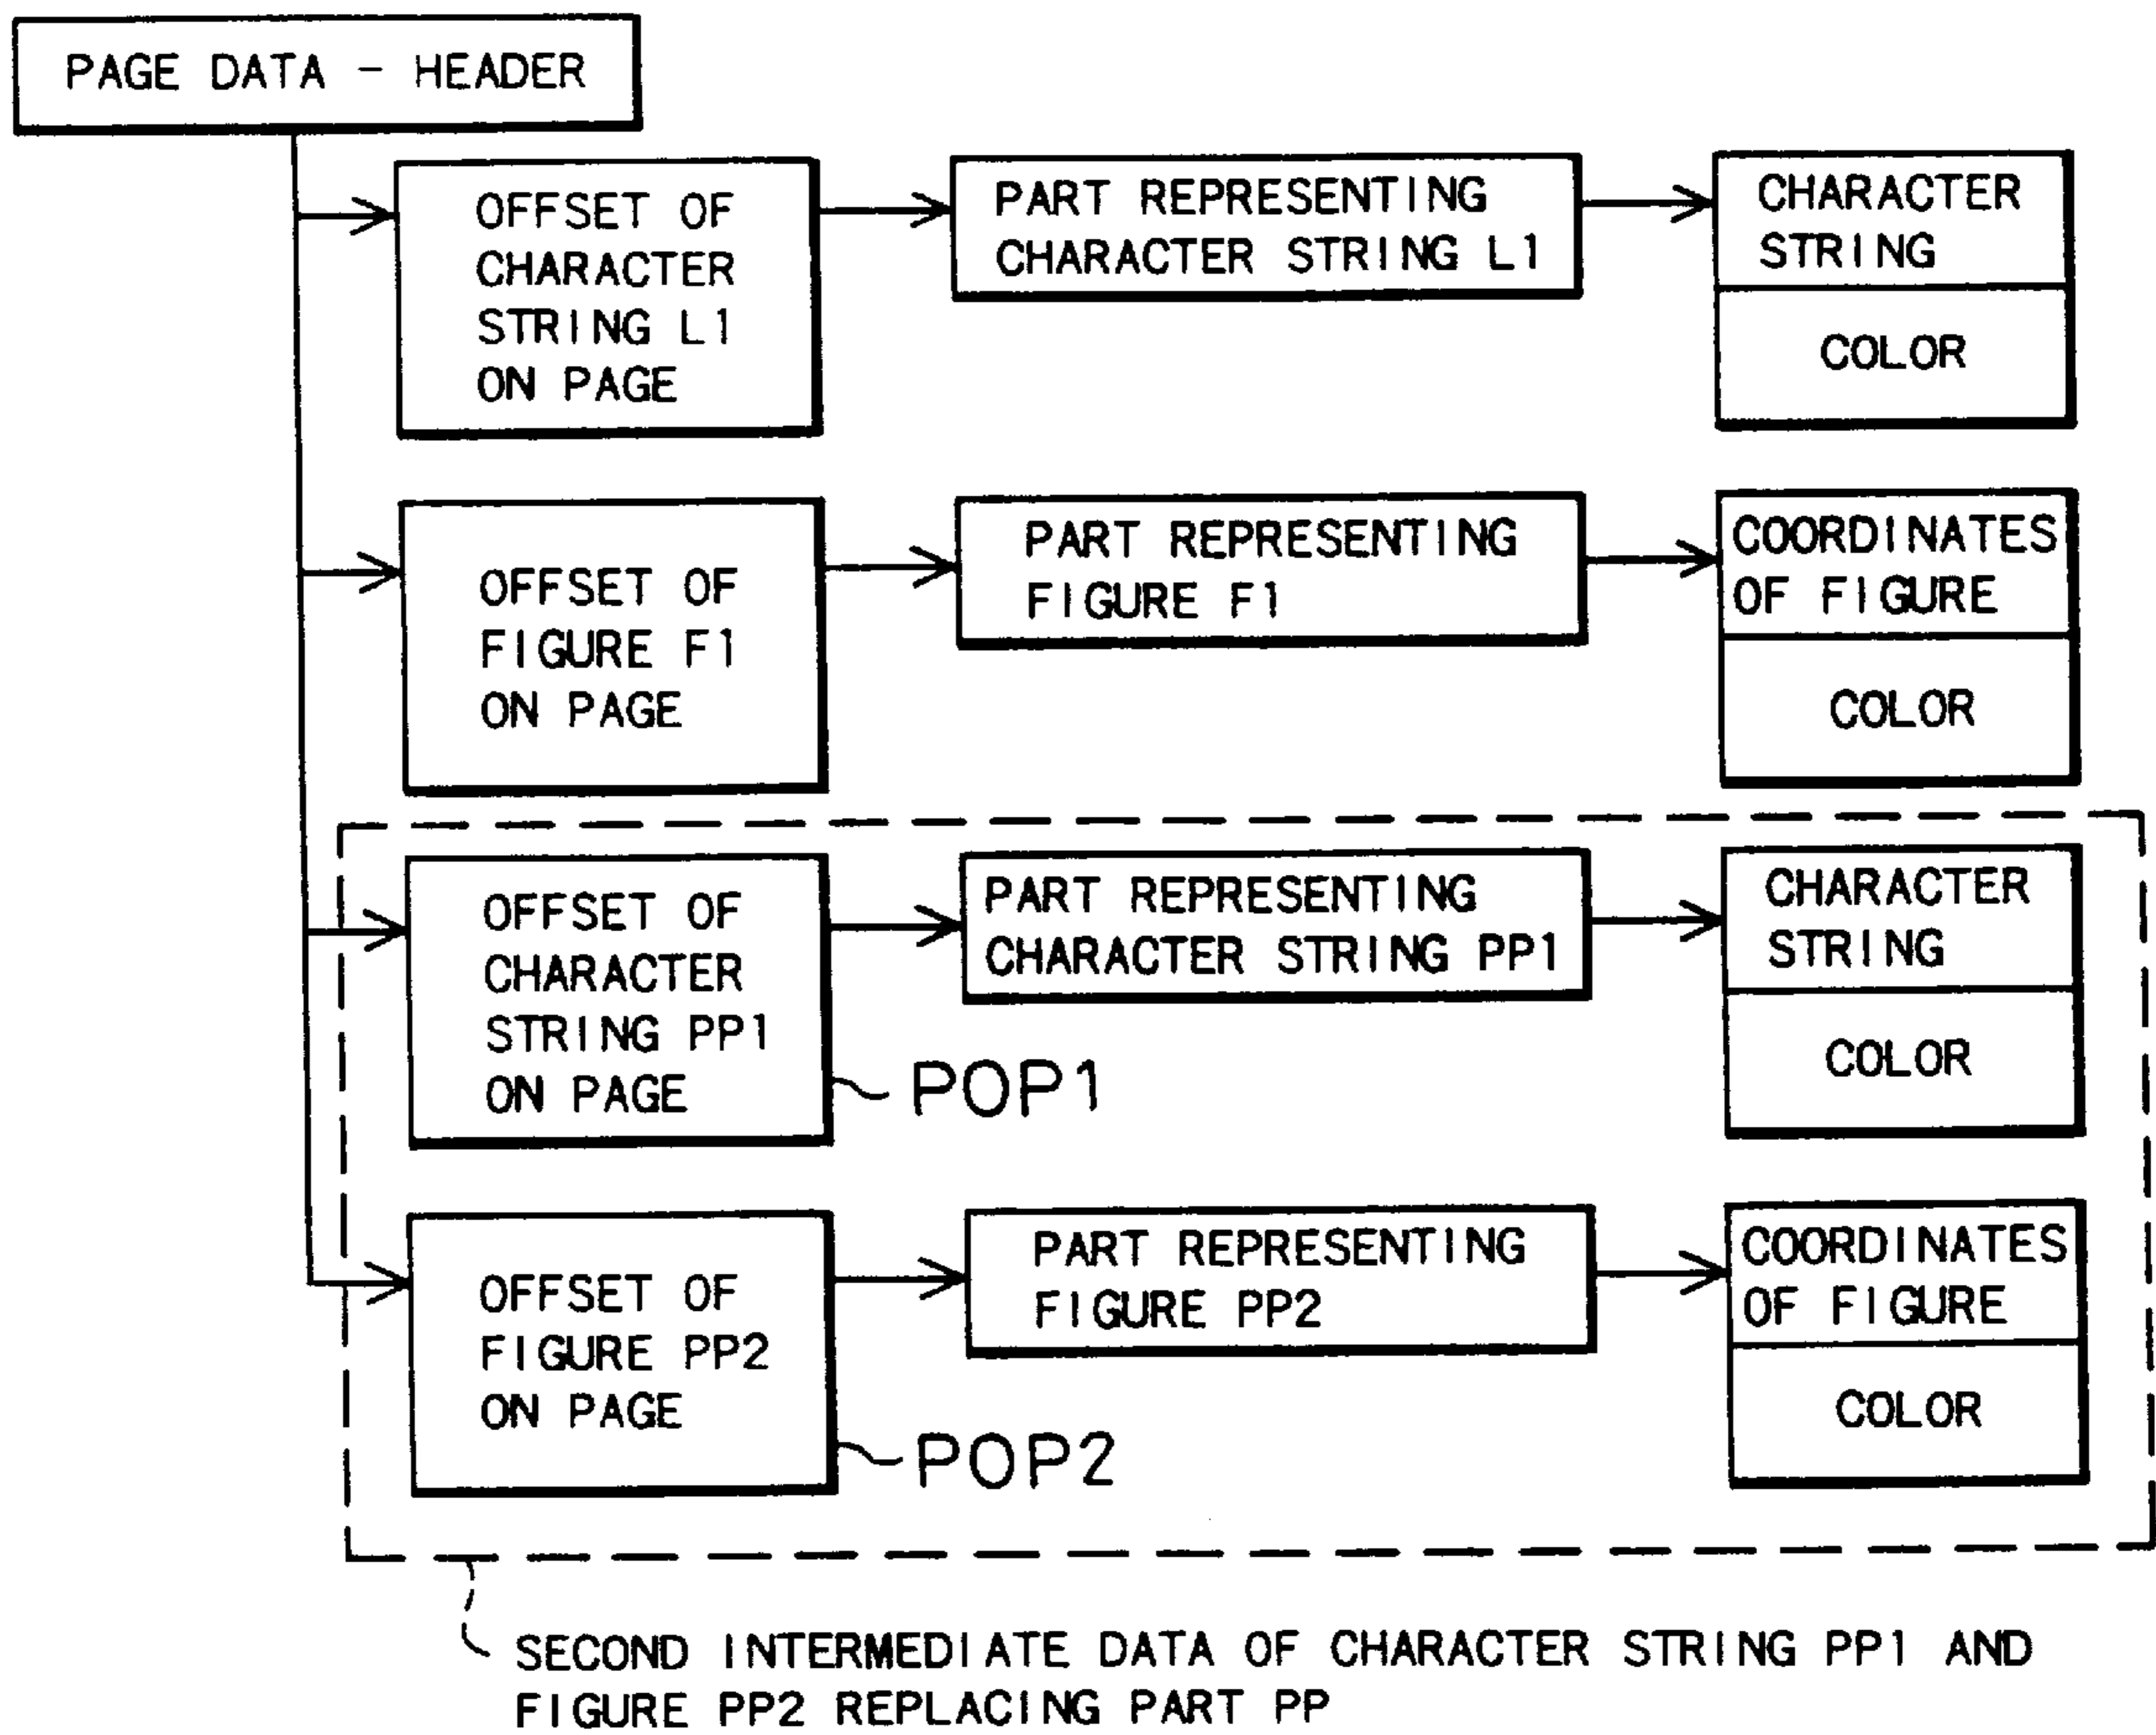 PAGE DATA - HEADER
OFFSET OF
CHARACTER
STRING L1
ON PAGE
PART REPRESENTING
CHARACTER STRING L1
CHARACTER
STRING
COLOR
OFFSET OF
FIGURE F1
ON PAGE
PART REPRESENTING
FIGURE F1
COORDINATES
OF FIGURE
COLOR
OFFSET OF
CHARACTER
STRING PP1
ON PAGE
POP1
PART REPRESENTING
CHARACTER STRING PP1
CHARACTER
STRING
COLOR
OFFSET OF
FIGURE PP2
ON PAGE
POP2
PART REPRESENTING
FIGURE PP2
COORDINATES
OF FIGURE
COLOR
SECOND INTERMEDIATE DATA OF CHARACTER STRING PP1 AND
FIGURE PP2 REPLACING PART PP